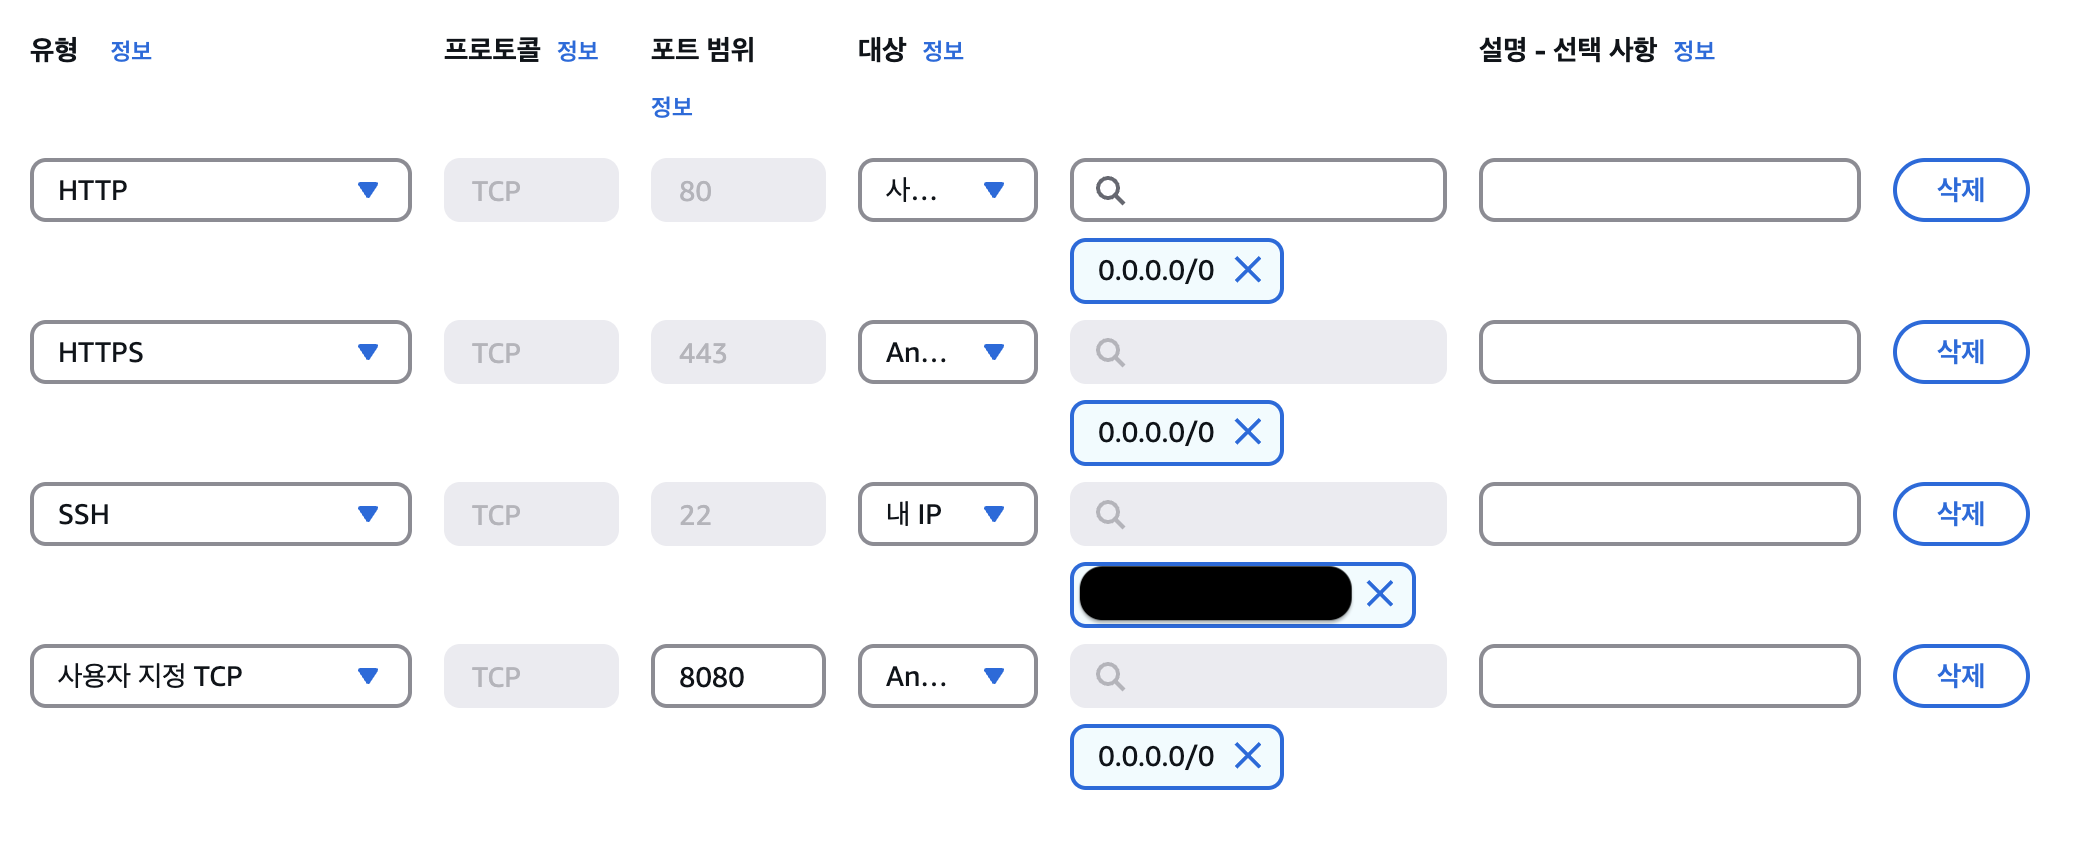 유형 정보 프로토콜 정보 포트 범위 대상 정보 설명 - 선택 사항 정보
정보
HTTP TCP 80 사... 삭제
0.0.0.0/0
HTTPS TCP 443 An... 삭제
0.0.0.0/0
SSH TCP 22 내 IP 삭제
사용자 지정 TCP TCP 8080 An... 삭제
0.0.0.0/0